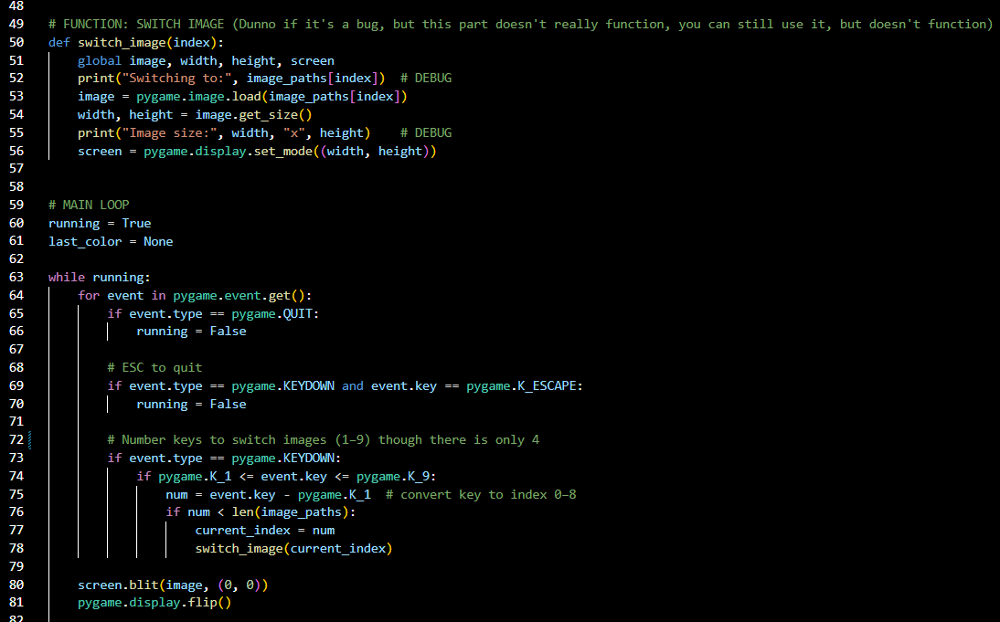 48
49 # FUNCTION: SWITCH IMAGE (Dunno if it's a bug, but this part doesn't really function, you can still use it, but doesn't function)
50 def switch_image(index):
51     global image, width, height, screen
52     print("Switching to:", image_paths[index])  # DEBUG
53     image = pygame.image.load(image_paths[index])
54     width, height = image.get_size()
55     print("Image size:", width, "x", height)    # DEBUG
56     screen = pygame.display.set_mode((width, height))
57
58
59 # MAIN LOOP
60 running = True
61 last_color = None
62
63 while running:
64     for event in pygame.event.get():
65         if event.type == pygame.QUIT:
66             running = False
67
68         # ESC to quit
69         if event.type == pygame.KEYDOWN and event.key == pygame.K_ESCAPE:
70             running = False
71
72         # Number keys to switch images (1–9) though there is only 4
73         if event.type == pygame.KEYDOWN:
74             if pygame.K_1 <= event.key <= pygame.K_9:
75                 num = event.key - pygame.K_1  # convert key to index 0–8
76                 if num < len(image_paths):
77                     current_index = num
78                     switch_image(current_index)
79
80     screen.blit(image, (0, 0))
81     pygame.display.flip()
82